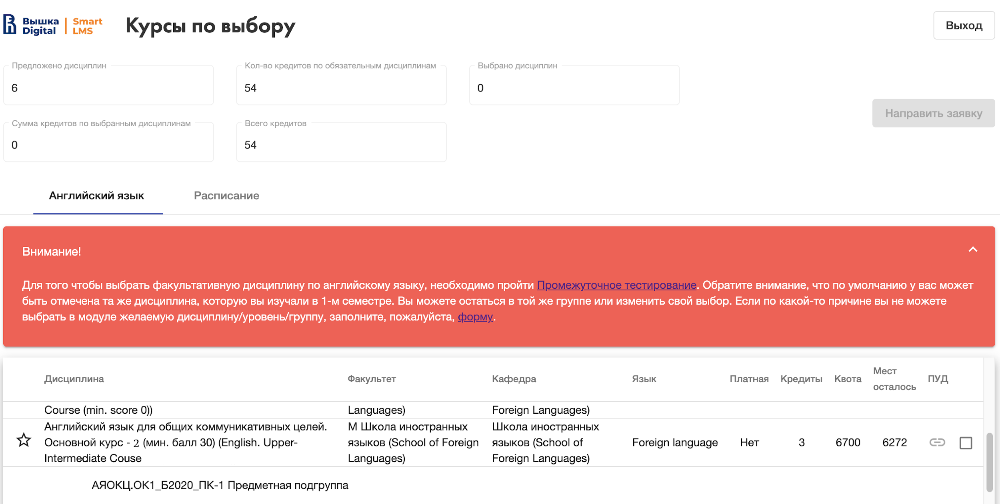 Вышка Digital | Smart LMS
Курсы по выбору
Выход
Предложено дисциплин
6
Кол-во кредитов по обязательным дисциплинам
54
Выбрано дисциплин
0
Направить заявку
Сумма кредитов по выбранным дисциплинам
0
Всего кредитов
54
Английский язык
Расписание
Внимание!
Для того чтобы выбрать факультативную дисциплину по английскому языку, необходимо пройти Промежуточное тестирование. Обратите внимание, что по умолчанию у вас может
быть отмечена та же дисциплина, которую вы изучали в 1-м семестре. Вы можете остаться в той же группе или изменить свой выбор. Если по какой-то причине вы не можете
выбрать в модуле желаемую дисциплину/уровень/группу, заполните, пожалуйста, форму.
Дисциплина
Факультет
Кафедра
Язык
Платная
Кредиты
Квота
Мест
осталось
ПУД
Course (min. score 0))
Languages)
Foreign Languages)
Английский язык для общих коммуникативных целей.
Основной курс - 2 (мин. балл 30) (English. Upper-
Intermediate Couse
М Школа иностранных
языков (School of Foreign
Languages)
Школа иностранных
языков (School of
Foreign Languages)
Foreign language
Нет
3
6700
6272
АЯОКЦ.ОК1_Б2020_ПК-1 Предметная подгруппа